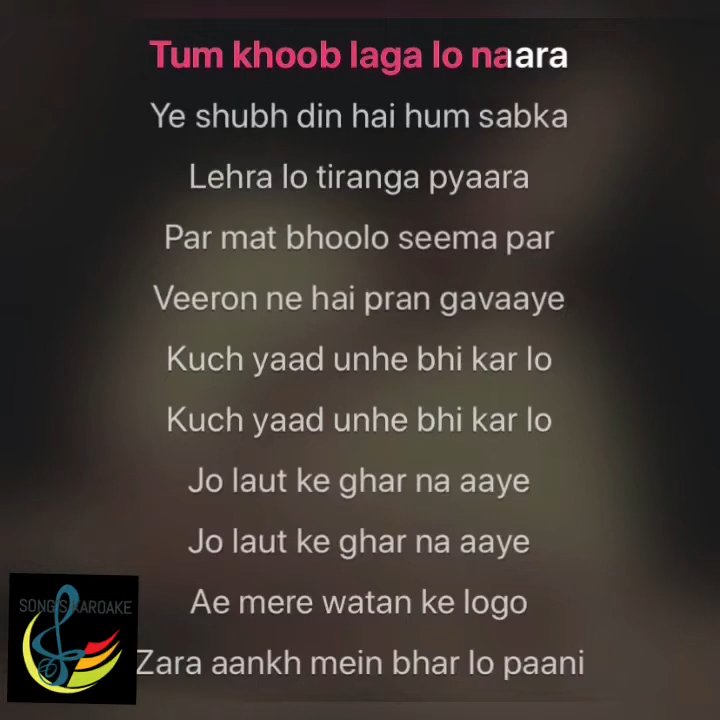 Tum khoob laga lo naara
Ye shubh din hai hum sabka
Lehra lo tiranga pyaara
Par mat bhoolo seema par
Veeron ne hai pran gavaaye
Kuch yaad unhe bhi kar lo
Kuch yaad unhe bhi kar lo
Jo laut ke ghar na aaye
Jo laut ke ghar na aaye
Ae mere watan ke logo
SONG'S KAROAKE
Zara aankh mein bhar lo paani